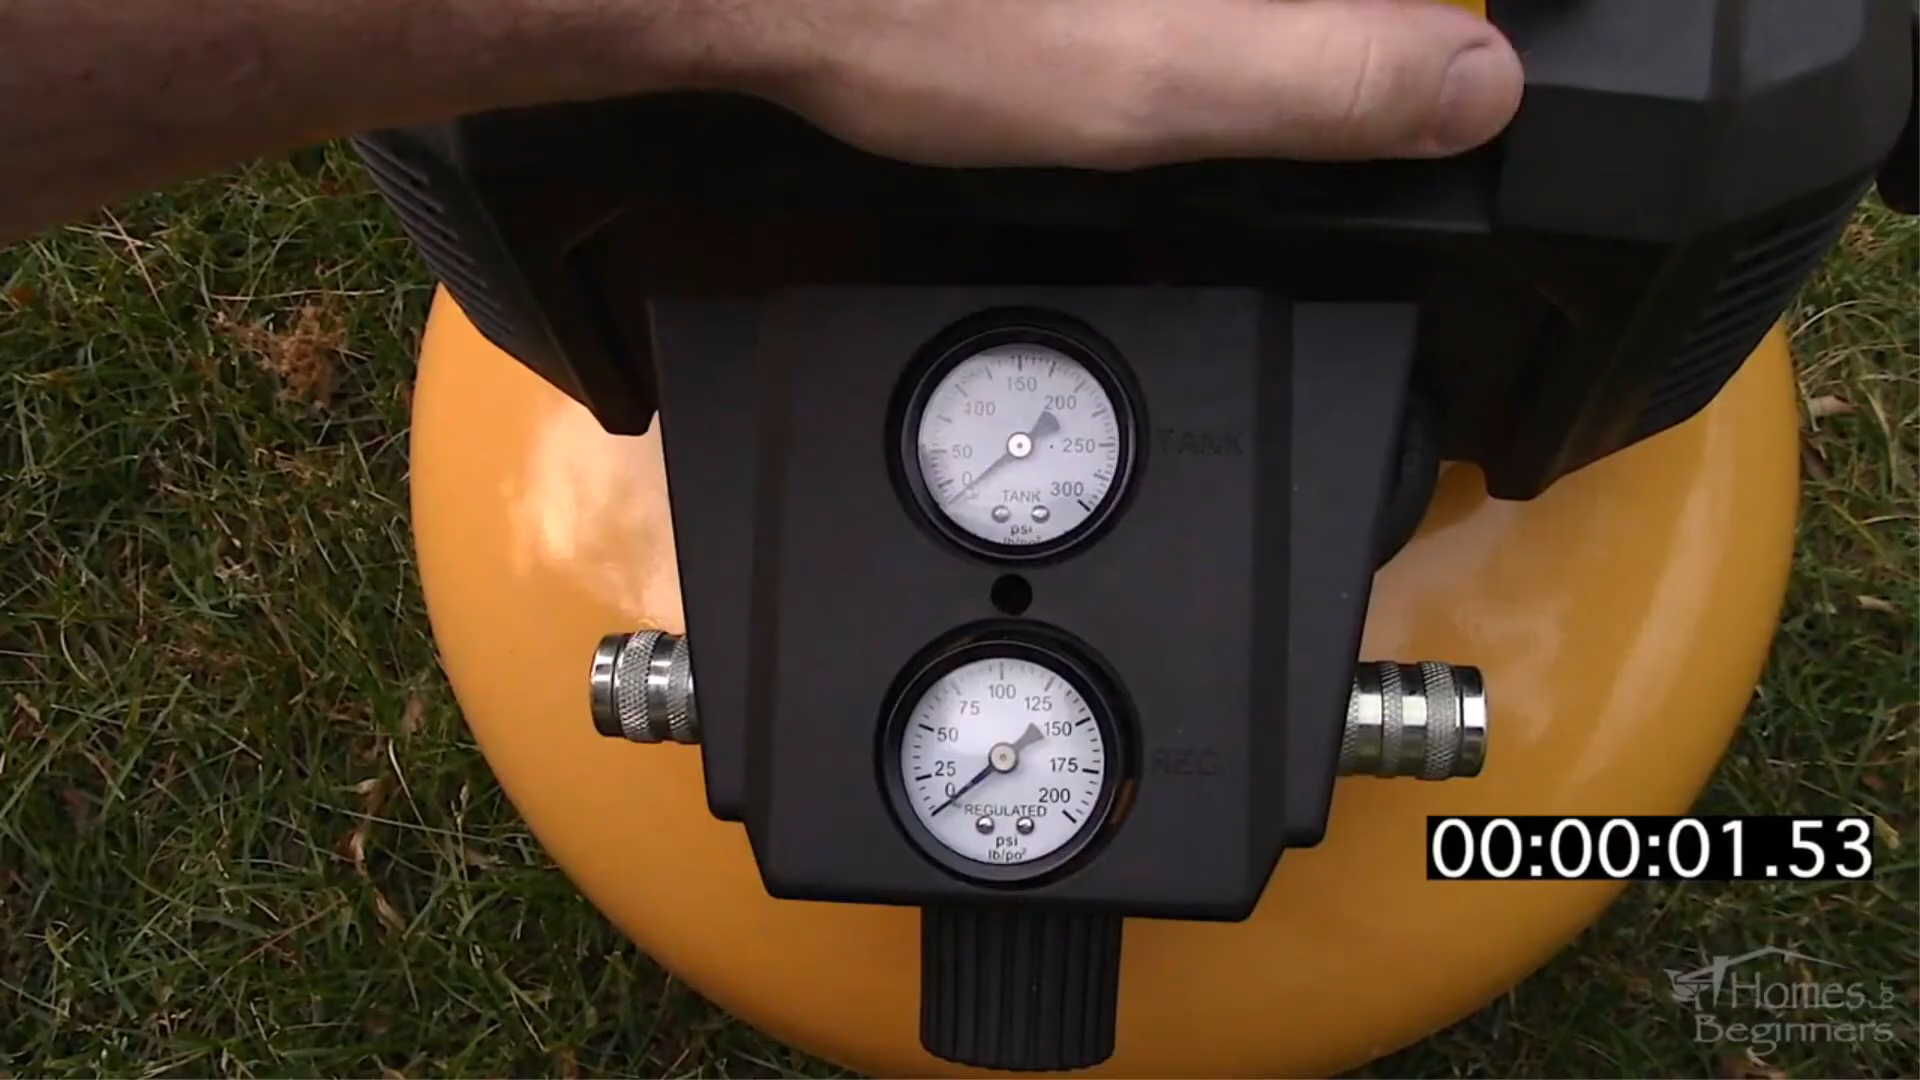 150
100 200
50 250
0 300
TANK
psi
lb/po²
TANK
100
75 125
50 150
25 175
0 200
REGULATED
psi
lb/po²
REG.
00:00:01.53
Homes for
Beginners